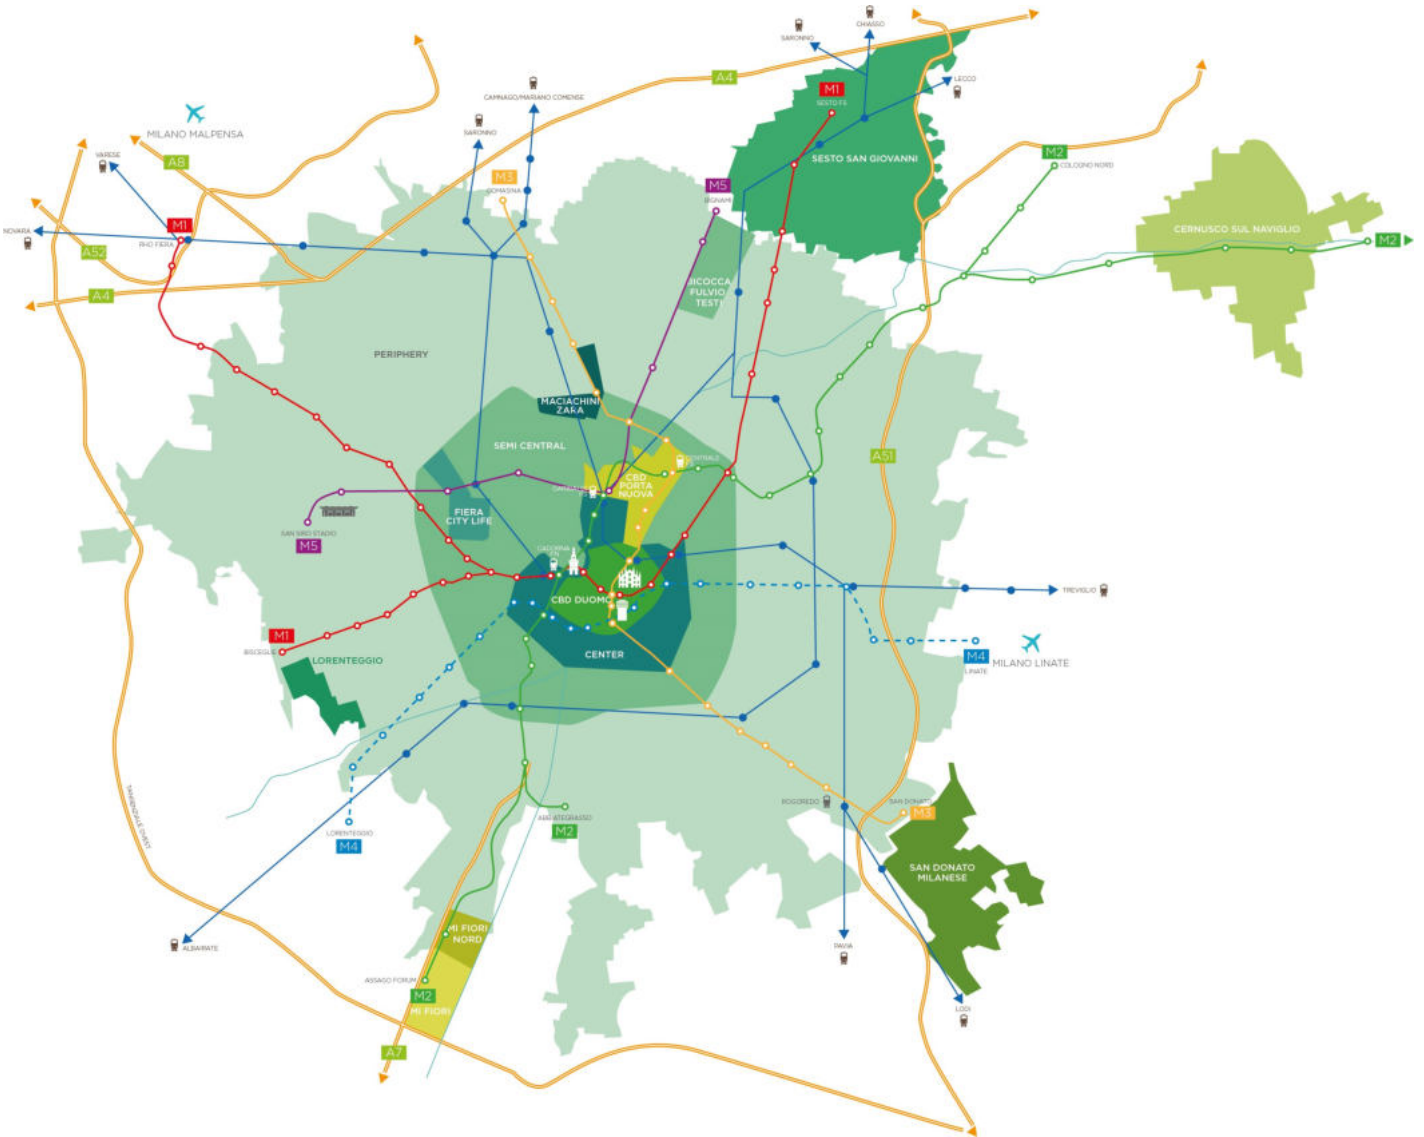 CHIASSO
SARONNO
A4
LECCO
M1
SESTO FS
CAMNAGO/MARIANO COMENSE
SARONNO
MILANO MALPENSA
VARESE
A8
SESTO SAN GIOVANNI
M2
COLOGNO NORD
M3
COMASINA
M5
BIGNAMI
M1
RHO FIERA
NOVARA
A52
CERNUSCO SUL NAVIGLIO
M2
A4
BICOCCA
FULVIO
TESTI
PERIPHERY
MACIACHINI
ZARA
SEMI CENTRAL
A51
CENTRALE
CBD
PORTA
NUOVA
FIERA
CITY LIFE
SAN SIRO STADIO
M5
CADORNA
FN
CBD DUOMO
TREVIGLIO
M1
BISCEGLIE
LORENTEGGIO
CENTER
M4
LINATE
MILANO LINATE
TANGENZIALE OVEST
ROGOREDO
SAN DONATO
M3
LORENTEGGIO
M4
ABBIATEGRASSO
M2
SAN DONATO
MILANESE
MI FIORI
NORD
ALBAIRATE
PAVIA
ASSAGO FORUM
M2
MI FIORI
LODI
A7